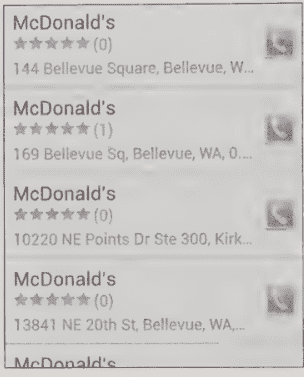 McDonald's
(0)
144 Bellevue Square, Bellevue, W...
McDonald's
(1)
169 Bellevue Sq, Bellevue, WA, 0....
McDonald's
(0)
10220 NE Points Dr Ste 300, Kirk...
McDonald's
(0)
13841 NE 20th St, Bellevue, WA,...
McDonald's